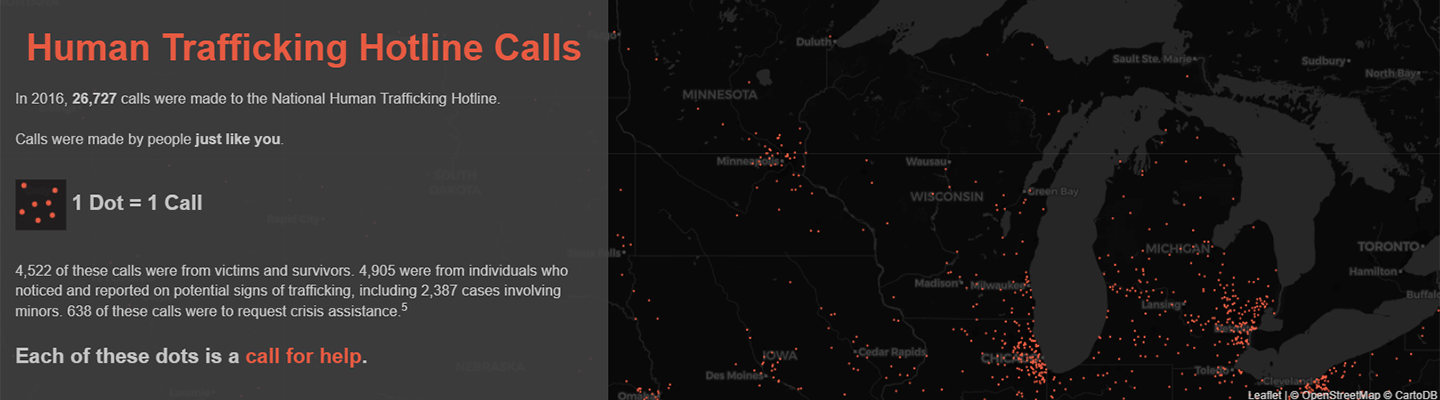 Human Trafficking Hotline Calls
In 2016, 26,727 calls were made to the National Human Trafficking Hotline.
Calls were made by people just like you.
1 Dot = 1 Call
4,522 of these calls were from victims and survivors. 4,905 were from individuals who
noticed and reported on potential signs of trafficking, including 2,387 cases involving
minors. 638 of these calls were to request crisis assistance.5
Each of these dots is a call for help.
SOUTH
DAKOTA
NEBRASKA
Duluth
Sault Ste. Marie
Sudbury
North Bay
MINNESOTA
Minneapolis
Wausau
Green Bay
WISCONSIN
MICHIGAN
TORONTO
Hamilton
Madison
Milwaukee
Lansing
Buffalo
Detroit
IOWA
Cedar Rapids
CHICAGO
Des Moines
Toledo
Cleveland
Omaha
Leaflet | © OpenStreetMap © CartoDB